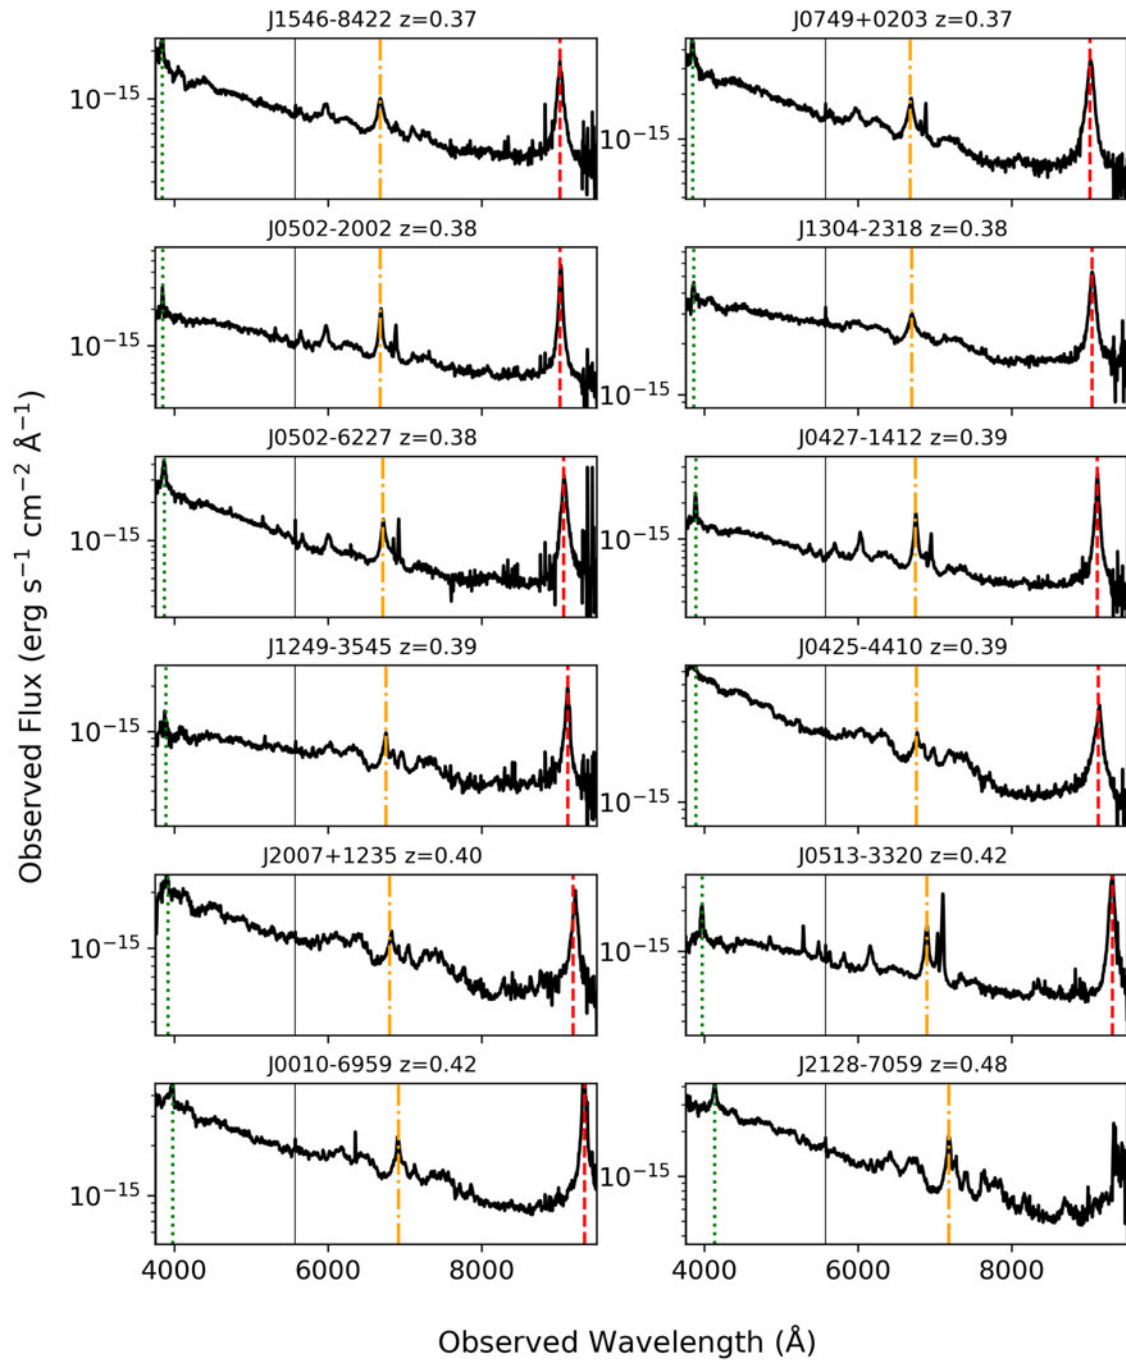 J1546-8422 z=0.37
J0749+0203 z=0.37
10⁻¹⁵
10⁻¹⁵
J0502-2002 z=0.38
J1304-2318 z=0.38
10⁻¹⁵
10⁻¹⁵
J0502-6227 z=0.38
J0427-1412 z=0.39
10⁻¹⁵
10⁻¹⁵
J1249-3545 z=0.39
J0425-4410 z=0.39
10⁻¹⁵
10⁻¹⁵
J2007+1235 z=0.40
J0513-3320 z=0.42
10⁻¹⁵
10⁻¹⁵
J0010-6959 z=0.42
J2128-7059 z=0.48
10⁻¹⁵
10⁻¹⁵
4000 6000 8000
4000 6000 8000
Observed Flux (erg s⁻¹ cm⁻² Å⁻¹)
Observed Wavelength (Å)